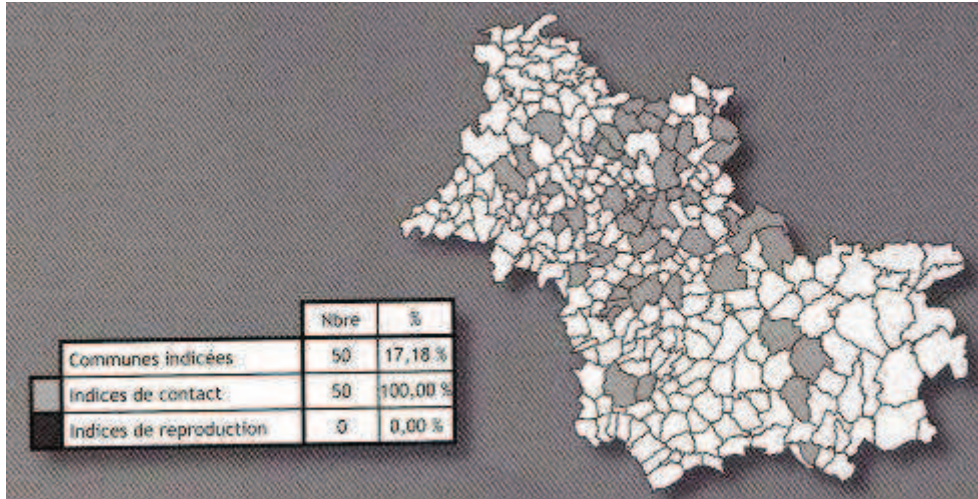 Nbre %
Communes indicées 50 17,18 %
Indices de contact 50 100,00 %
Indices de reproduction 0 0,00 %